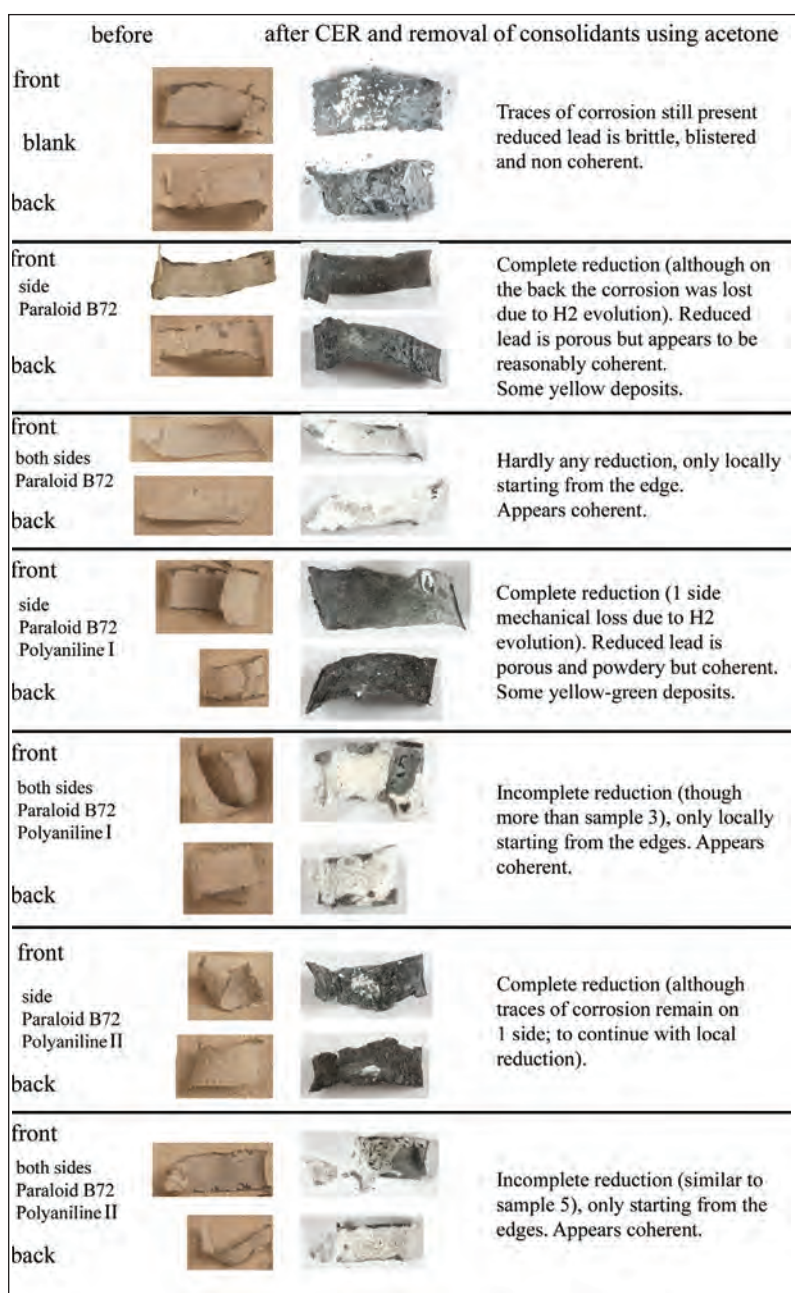 before
after CER and removal of consolidants using acetone
front
blank
back
Traces of corrosion still present
reduced lead is brittle, blistered
and non coherent.
front
side
Paraloid B72
back
Complete reduction (although on
the back the corrosion was lost
due to H2 evolution). Reduced
lead is porous but appears to be
reasonably coherent.
Some yellow deposits.
front
both sides
Paraloid B72
back
Hardly any reduction, only locally
starting from the edge.
Appears coherent.
front
side
Paraloid B72
Polyaniline I
back
Complete reduction (1 side
mechanical loss due to H2
evolution). Reduced lead is
porous and powdery but coherent.
Some yellow-green deposits.
front
both sides
Paraloid B72
Polyaniline I
back
Incomplete reduction (though
more than sample 3), only locally
starting from the edges. Appears
coherent.
front
side
Paraloid B72
Polyaniline II
back
Complete reduction (although
traces of corrosion remain on
1 side; to continue with local
reduction).
front
both sides
Paraloid B72
Polyaniline II
back
Incomplete reduction (similar to
sample 5), only starting from the
edges. Appears coherent.